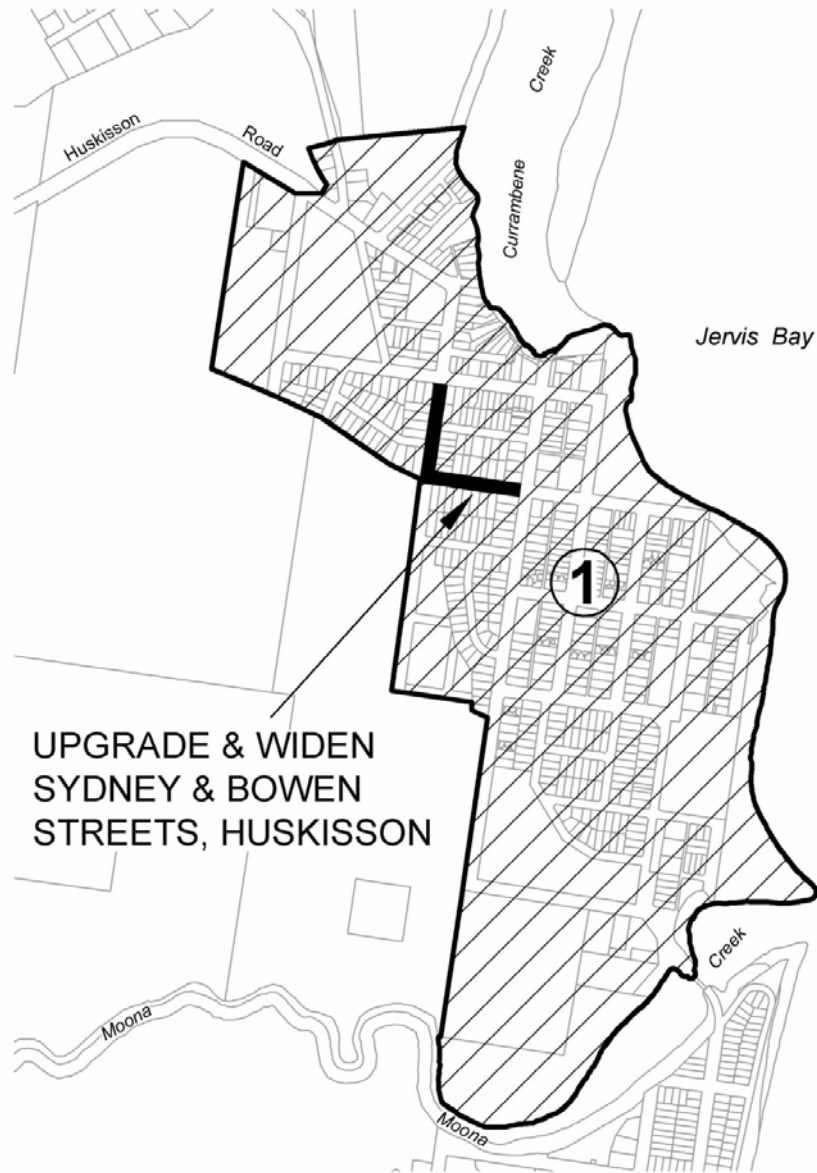 Creek
Currambene
Huskisson
Road
Jervis Bay
1
UPGRADE & WIDEN
SYDNEY & BOWEN
STREETS, HUSKISSON
Creek
Moona
Moona